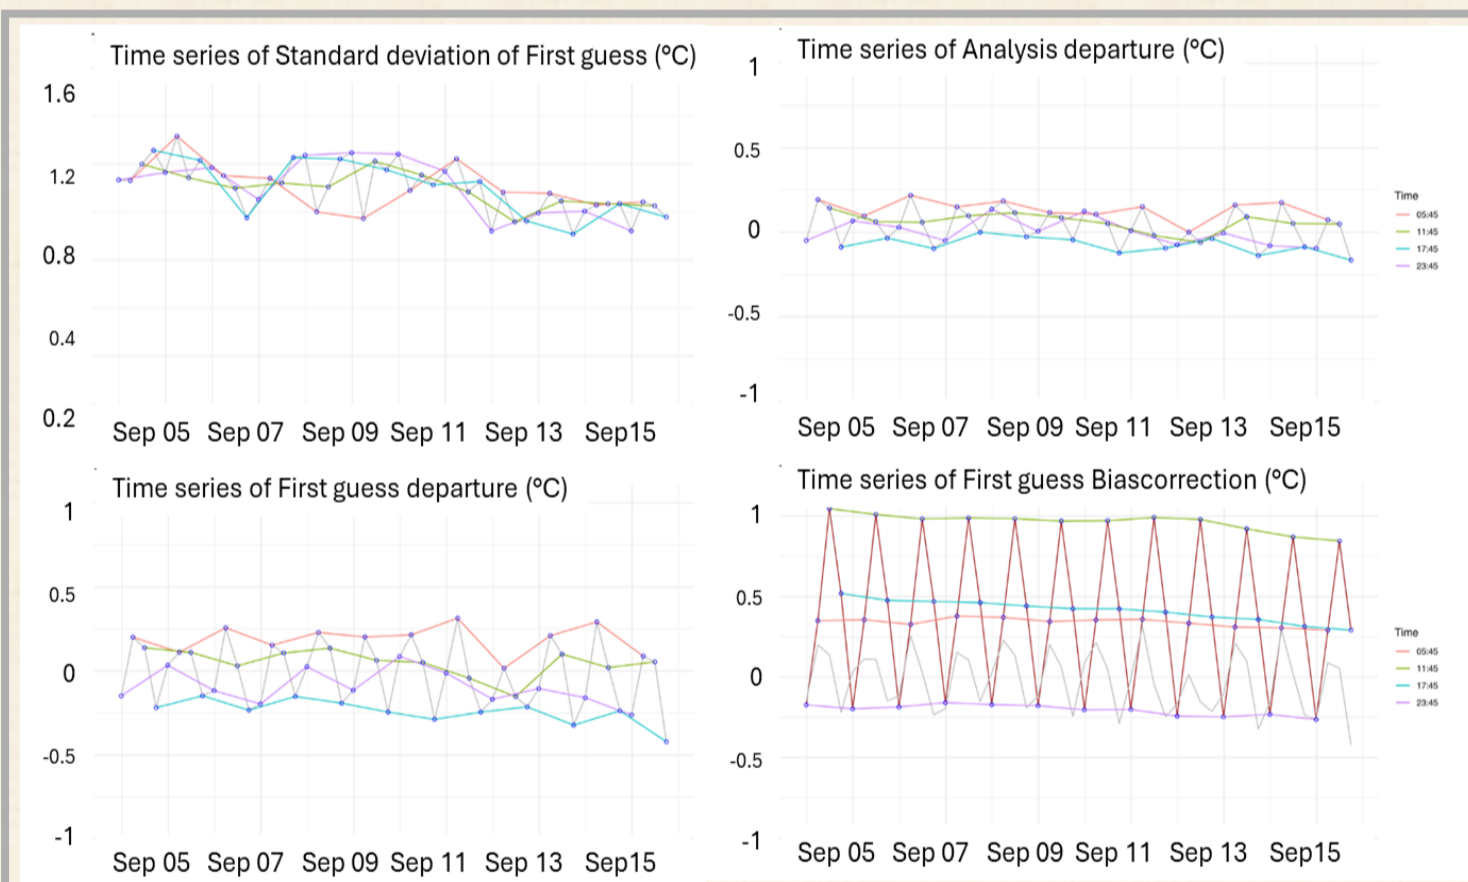 Time series of Standard deviation of First guess (°C)
1.6
1.2
0.8
0.4
0.2
Sep 05 Sep 07 Sep 09 Sep 11 Sep 13 Sep15
Time series of Analysis departure (°C)
1
0.5
0
-0.5
-1
Sep 05 Sep 07 Sep 09 Sep 11 Sep 13 Sep15
Time
05:45
11:45
17:45
23:45
Time series of First guess departure (°C)
1
0.5
0
-0.5
-1
Sep 05 Sep 07 Sep 09 Sep 11 Sep 13 Sep15
Time series of First guess Biascorrection (°C)
1
0.5
0
-0.5
-1
Sep 05 Sep 07 Sep 09 Sep 11 Sep 13 Sep15
Time
05:45
11:45
17:45
23:45